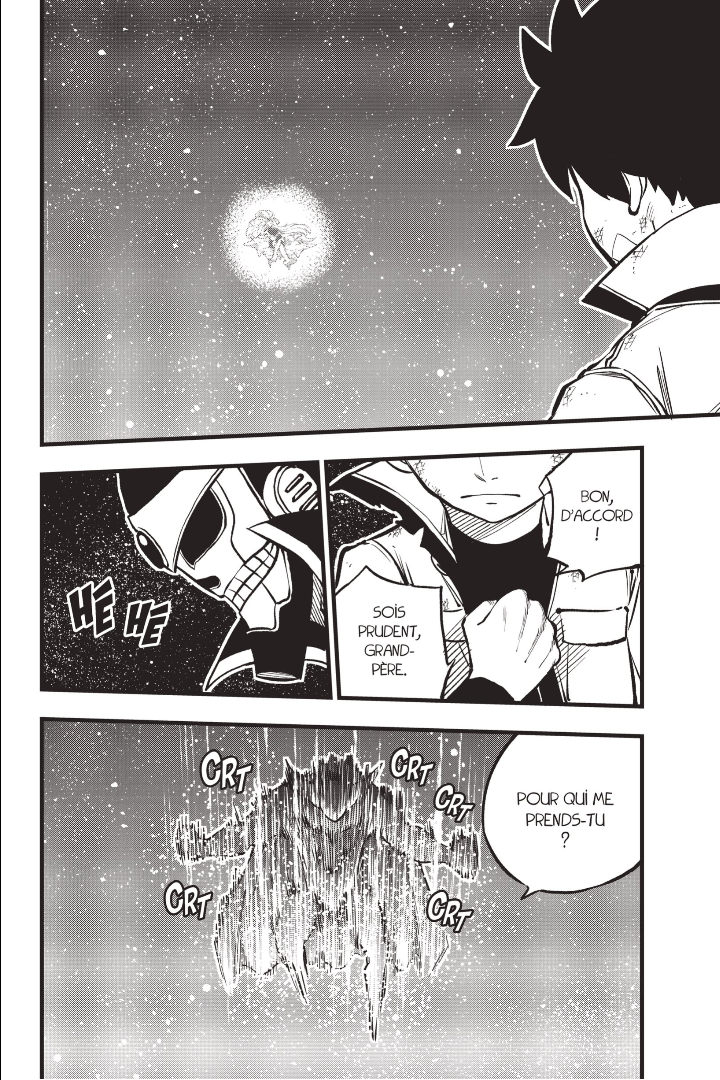 BON,
D'ACCORD
!
SOIS
PRUDENT,
GRAND-
PÈRE.
HÉ HÉ
POUR QUI ME
PRENDS-TU
?
CRT
CRT
CRT
CRT
CRT